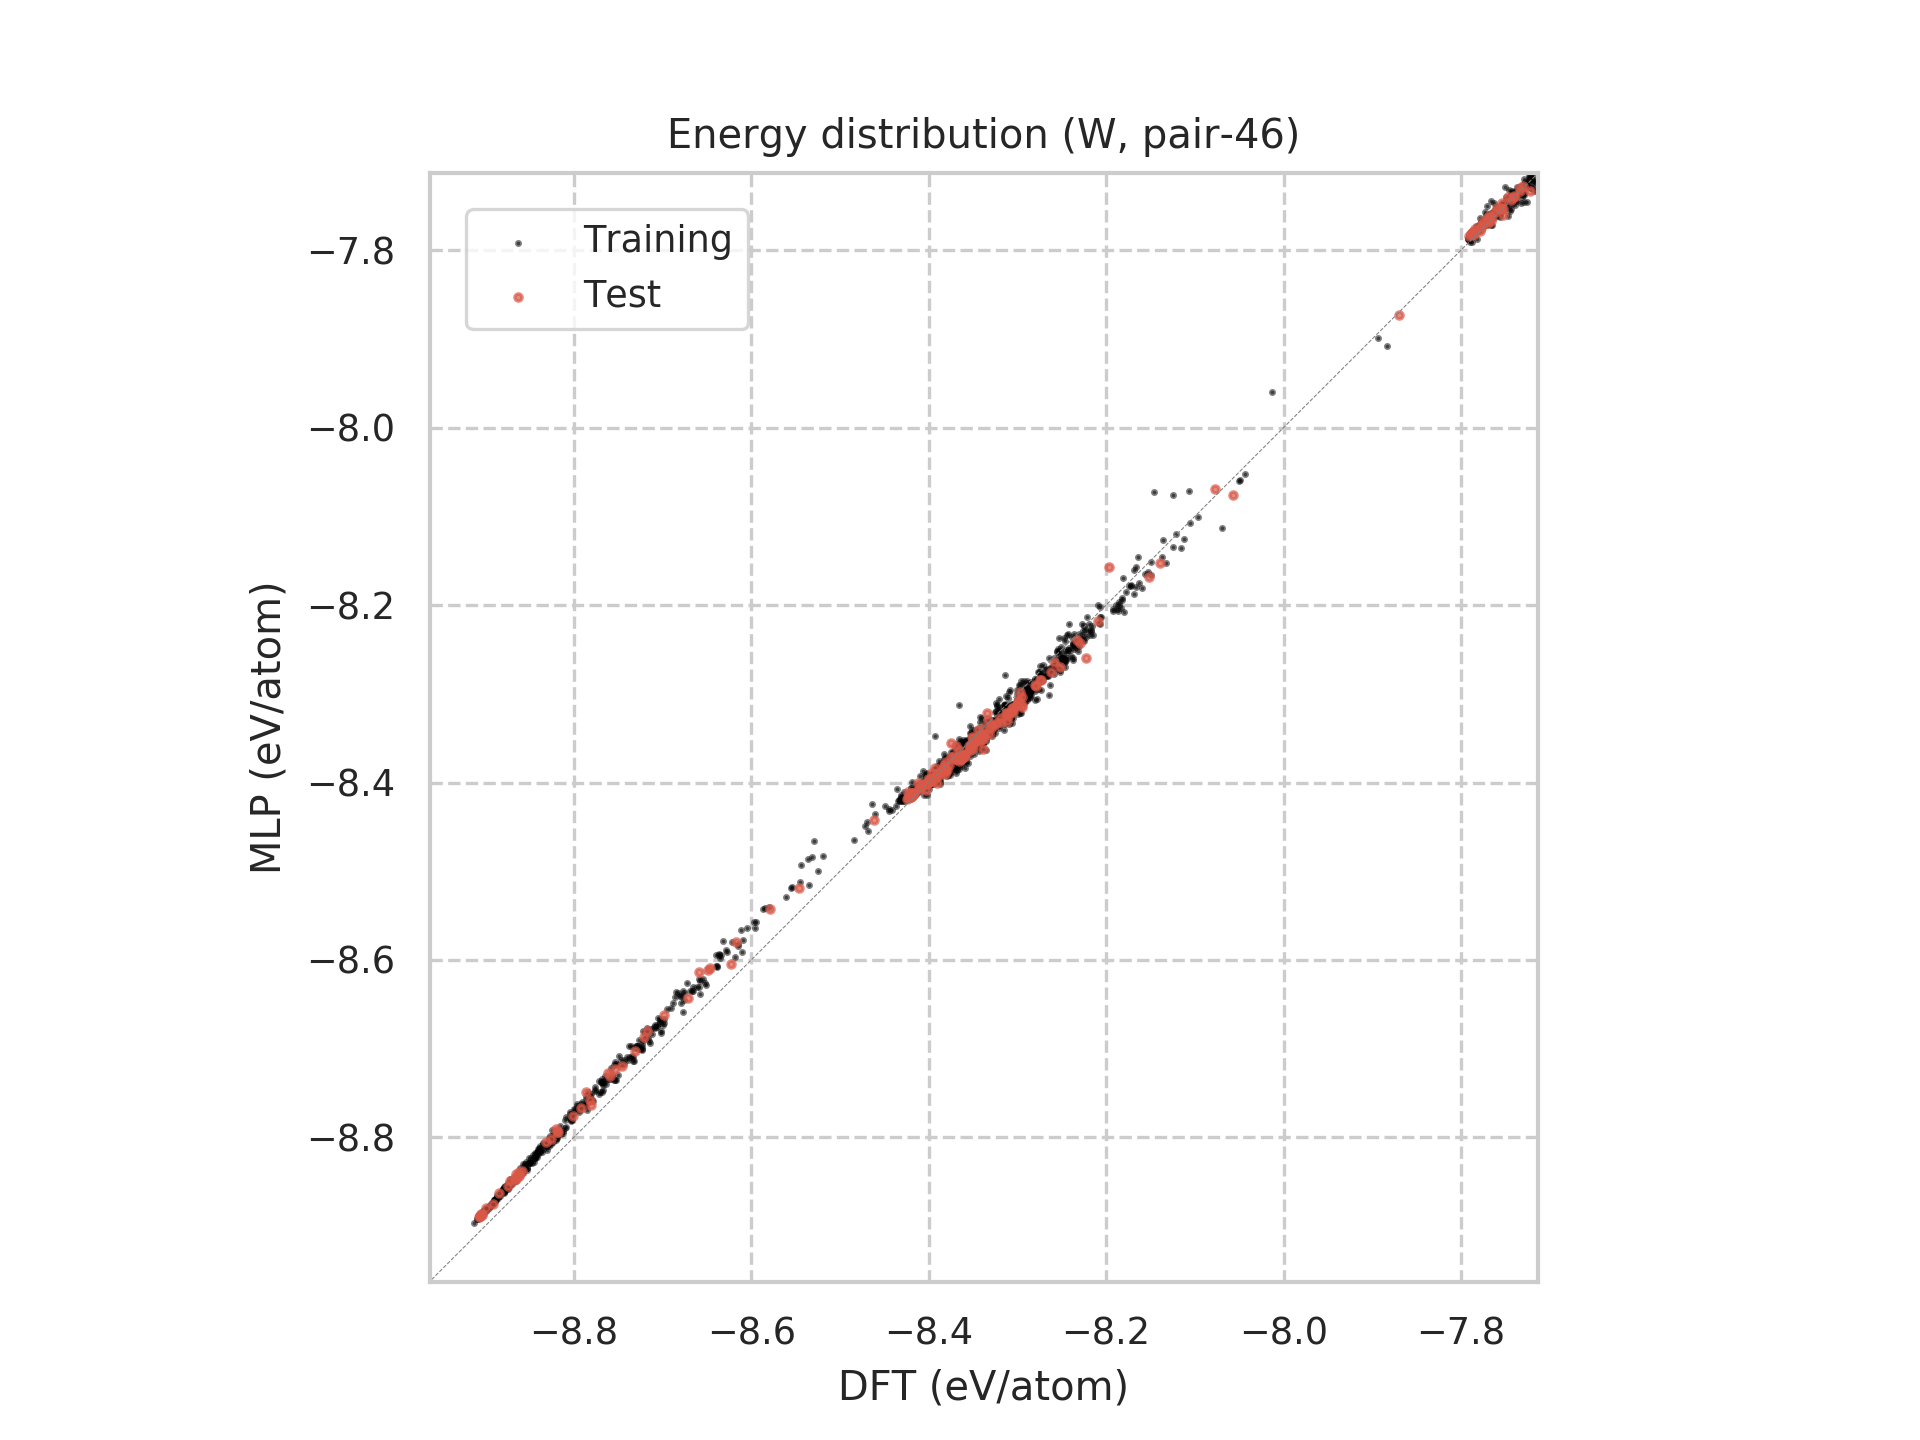 Energy distribution (W, pair-46)
Training
Test
−7.8
−8.0
−8.2
−8.4
−8.6
−8.8
MLP (eV/atom)
−8.8 −8.6 −8.4 −8.2 −8.0 −7.8
DFT (eV/atom)